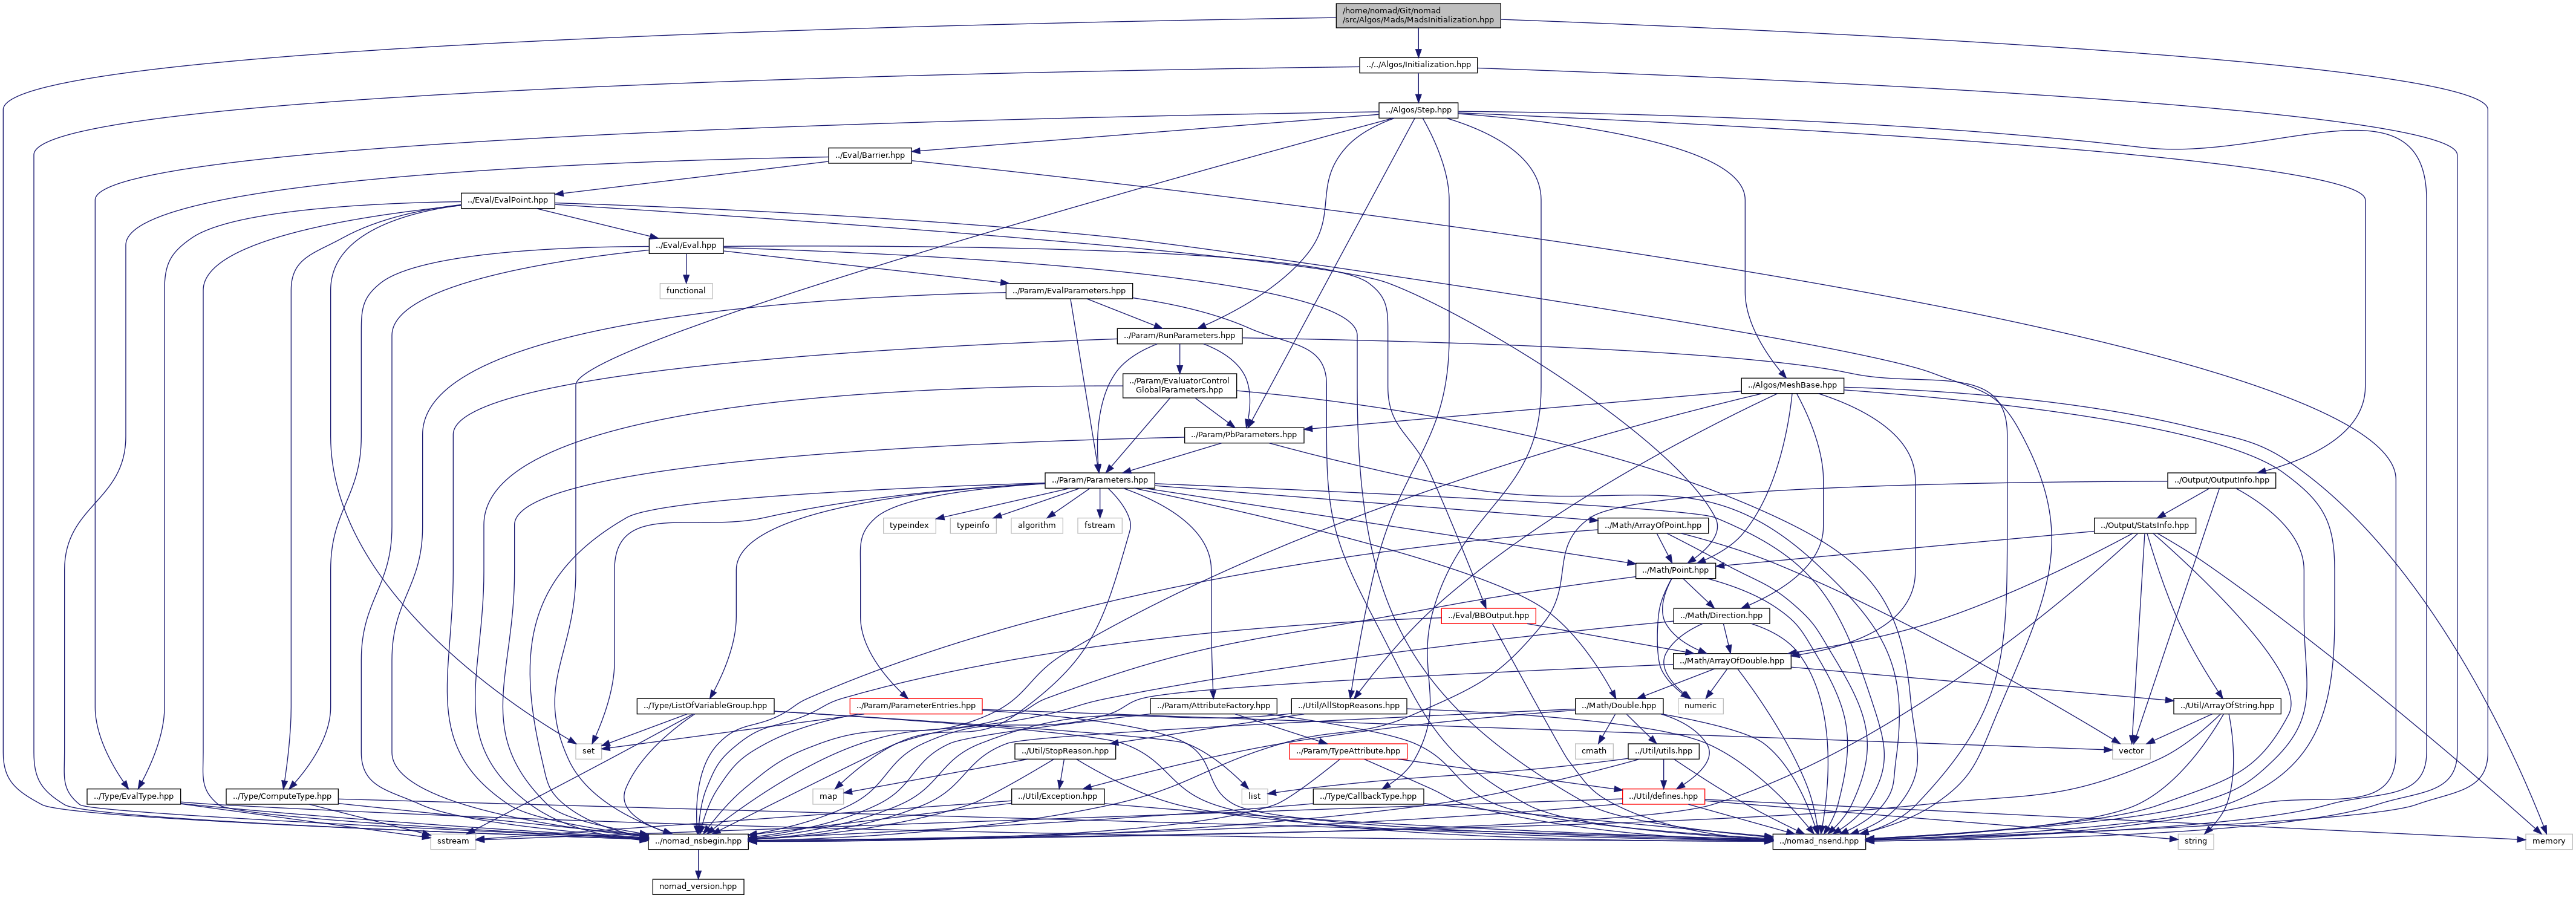 /home/nomad/Git/nomad
/src/Algos/Mads/MadsInitialization.hpp
../../Algos/Initialization.hpp
../Algos/Step.hpp
../Eval/Barrier.hpp
../Eval/EvalPoint.hpp
../Eval/Eval.hpp
functional
../Param/EvalParameters.hpp
../Param/RunParameters.hpp
../Param/EvaluatorControl
GlobalParameters.hpp
../Algos/MeshBase.hpp
../Param/PbParameters.hpp
../Param/Parameters.hpp
../Output/OutputInfo.hpp
typeindex
typeinfo
algorithm
fstream
../Math/ArrayOfPoint.hpp
../Output/StatsInfo.hpp
../Math/Point.hpp
../Eval/BBOutput.hpp
../Math/Direction.hpp
../Math/ArrayOfDouble.hpp
../Type/ListOfVariableGroup.hpp
../Param/ParameterEntries.hpp
../Param/AttributeFactory.hpp
../Util/AllStopReasons.hpp
../Math/Double.hpp
numeric
../Util/ArrayOfString.hpp
set
../Util/StopReason.hpp
../Param/TypeAttribute.hpp
cmath
../Util/utils.hpp
vector
../Type/EvalType.hpp
../Type/ComputeType.hpp
map
../Util/Exception.hpp
list
../Type/CallbackType.hpp
../Util/defines.hpp
sstream
../nomad_nsbegin.hpp
../nomad_nsend.hpp
string
memory
nomad_version.hpp